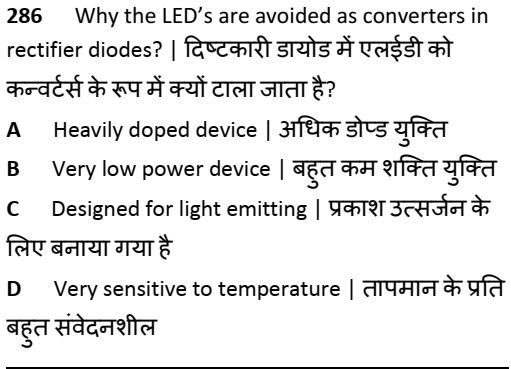 286 Why the LED’s are avoided as converters in
rectifier diodes? | दिष्टकारी डायोड में एलईडी को
कन्वर्टर्स के रूप में क्यों टाला जाता है?
A Heavily doped device | अधिक डोप्ड युक्ति
B Very low power device | बहुत कम शक्ति युक्ति
C Designed for light emitting | प्रकाश उत्सर्जन के
लिए बनाया गया है
D Very sensitive to temperature | तापमान के प्रति
बहुत संवेदनशील